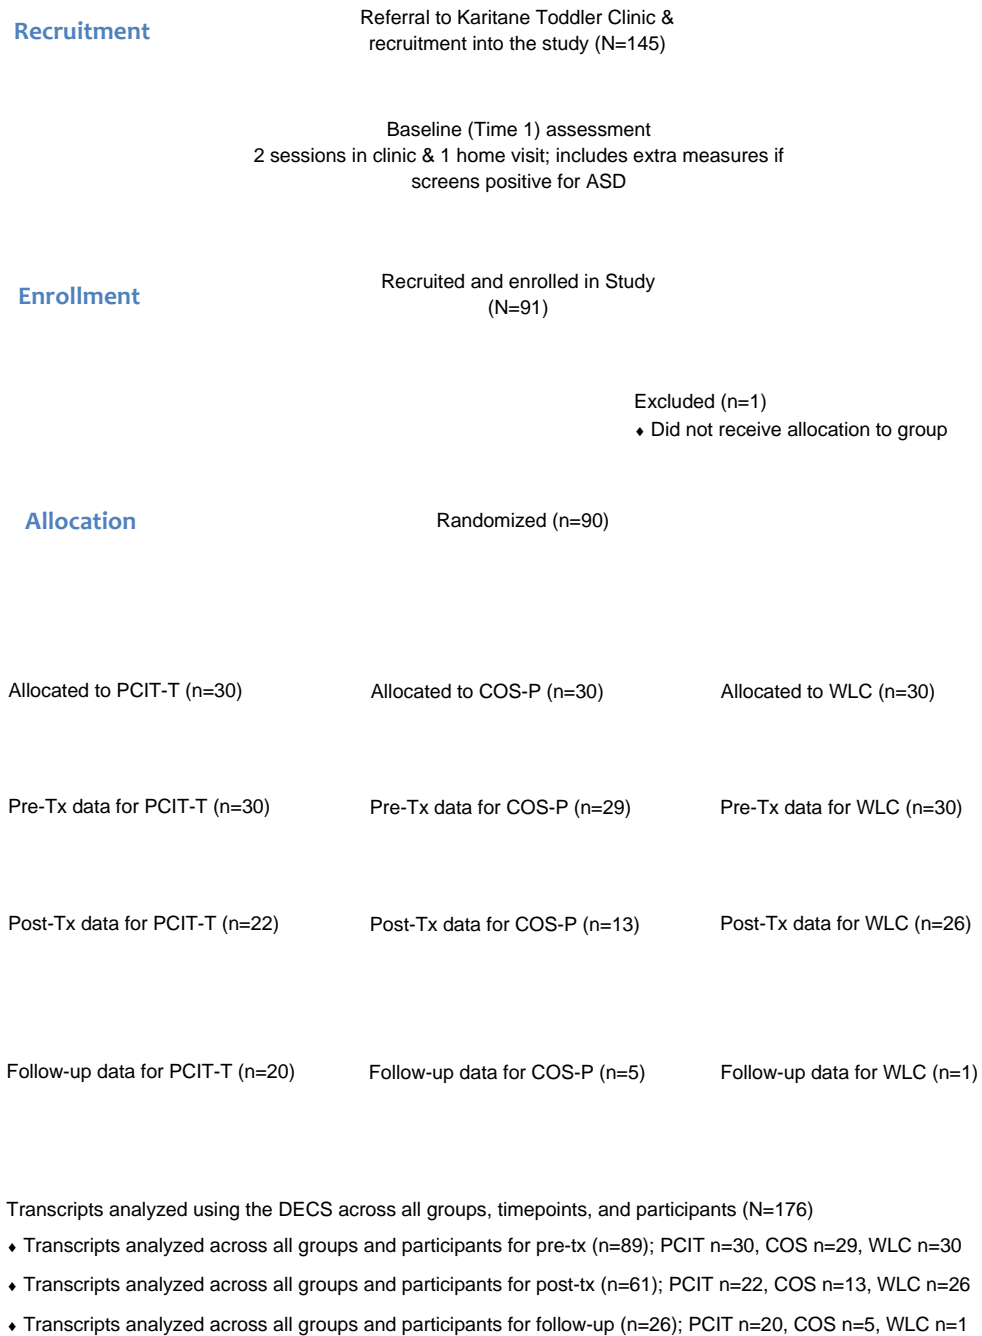 Recruitment
Referral to Karitane Toddler Clinic &
recruitment into the study (N=145)
Baseline (Time 1) assessment
2 sessions in clinic & 1 home visit; includes extra measures if
screens positive for ASD
Enrollment
Recruited and enrolled in Study
(N=91)
Excluded (n=1)
♦ Did not receive allocation to group
Allocation
Randomized (n=90)
Allocated to PCIT-T (n=30)
Allocated to COS-P (n=30)
Allocated to WLC (n=30)
Pre-Tx data for PCIT-T (n=30)
Pre-Tx data for COS-P (n=29)
Pre-Tx data for WLC (n=30)
Post-Tx data for PCIT-T (n=22)
Post-Tx data for COS-P (n=13)
Post-Tx data for WLC (n=26)
Follow-up data for PCIT-T (n=20)
Follow-up data for COS-P (n=5)
Follow-up data for WLC (n=1)
Transcripts analyzed using the DECS across all groups, timepoints, and participants (N=176)
♦ Transcripts analyzed across all groups and participants for pre-tx (n=89); PCIT n=30, COS n=29, WLC n=30
♦ Transcripts analyzed across all groups and participants for post-tx (n=61); PCIT n=22, COS n=13, WLC n=26
♦ Transcripts analyzed across all groups and participants for follow-up (n=26); PCIT n=20, COS n=5, WLC n=1